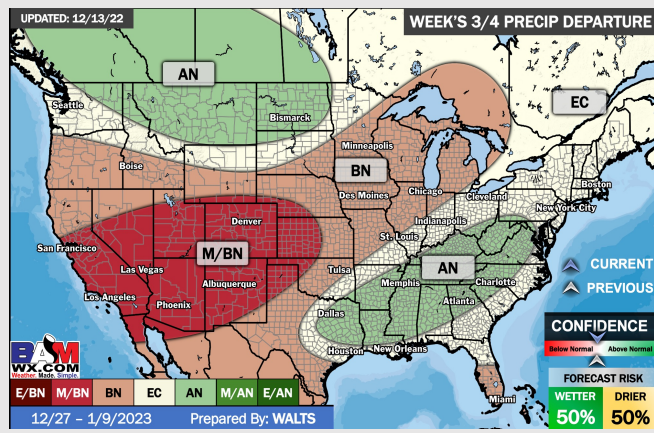 UPDATED: 12/13/22
WEEK'S 3/4 PRECIP DEPARTURE
AN
EC
Seattle
Bismarck
Minneapolis
Boise
BN
Boston
Des Moines
Chicago
Cleveland
New York City
Denver
Indianapolis
San Francisco
M/BN
St. Louis
AN
CURRENT
Las Vegas
Tulsa
Albuquerque
Memphis
Charlotte
PREVIOUS
Los Angeles
Phoenix
Atlanta
Dallas
CONFIDENCE
Houston
New Orleans
Below Normal
Above Normal
BAM
WX.COM
Weather. Made. Simple.
FORECAST RISK
E/BN M/BN BN EC AN M/AN E/AN
Miami
WETTER
DRIER
50%
50%
12/27 - 1/9/2023
Prepared By: WALTS